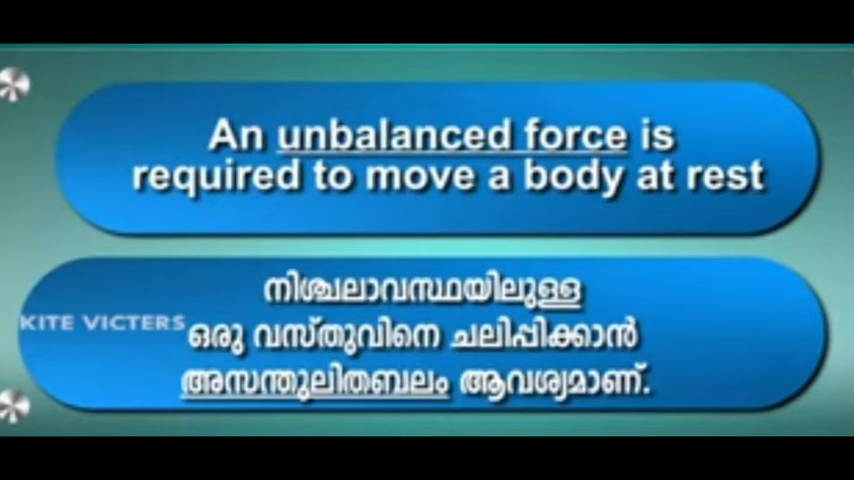 An unbalanced force is
required to move a body at rest
നിശ്ചലാവസ്ഥയിലുള്ള
KITE VICTERS
ഒരു വസ്തുവിനെ ചലിപ്പിക്കാൻ
അസന്തുലിതബലം ആവശ്യമാണ്.